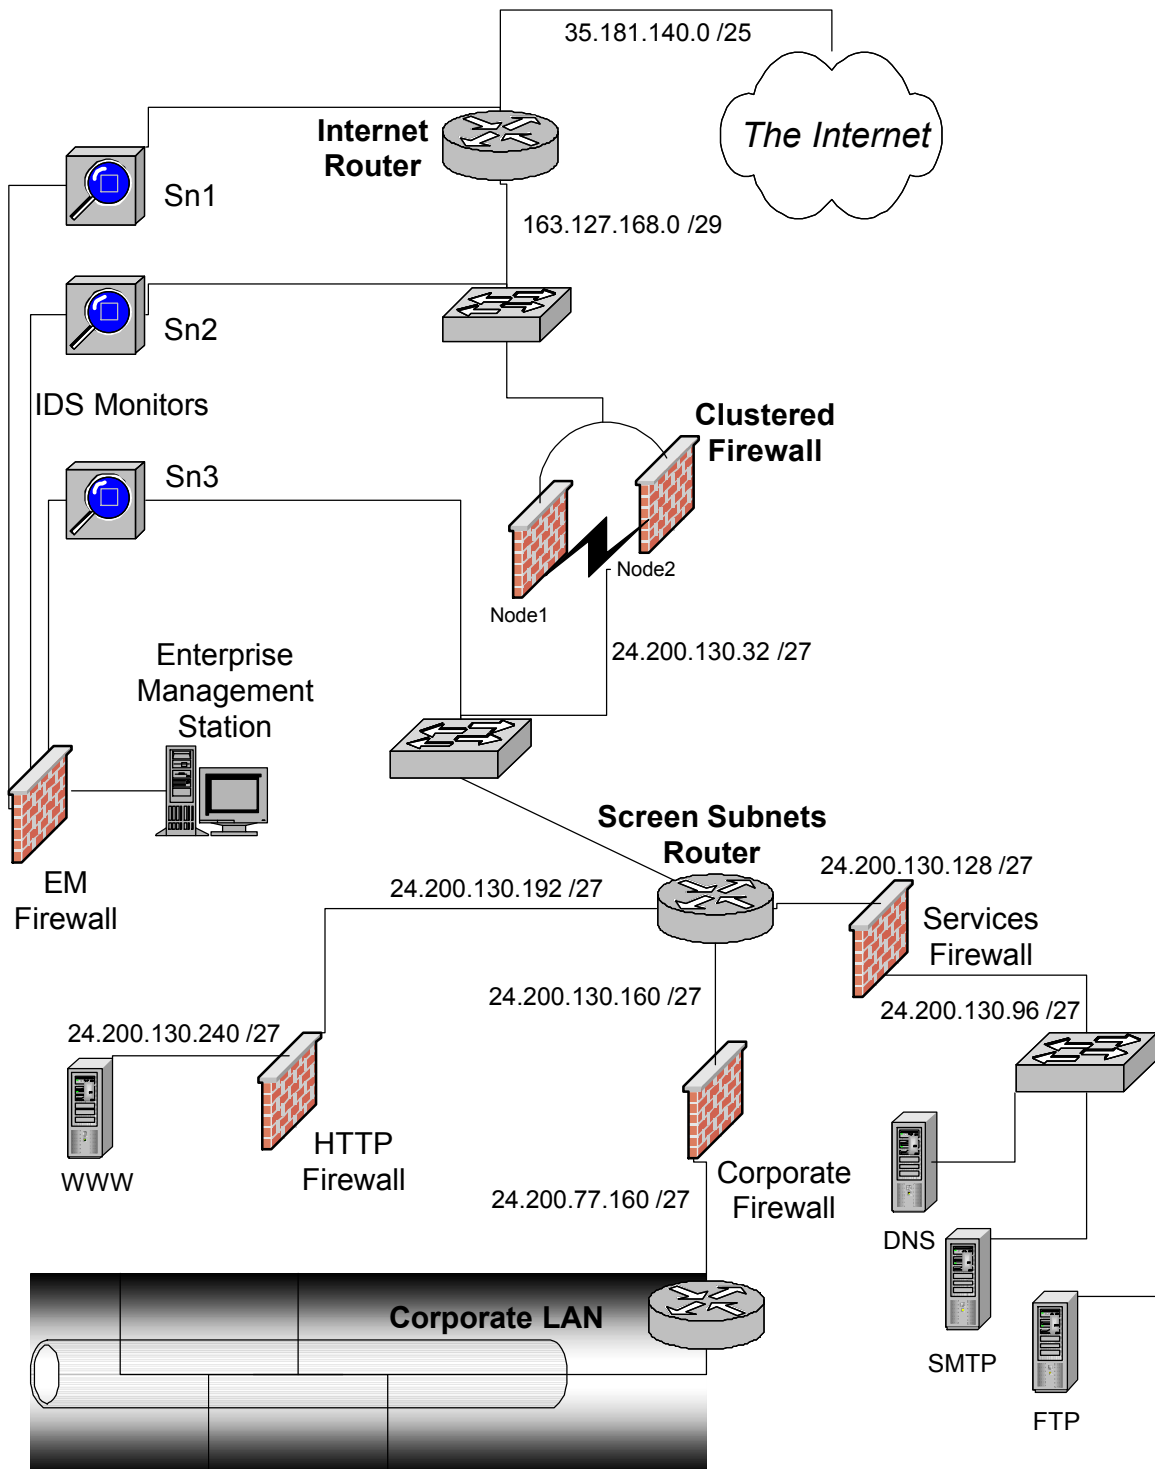 35.181.140.0 /25
The Internet
Internet
Router
Sn1
163.127.168.0 /29
Sn2
IDS Monitors
Clustered
Firewall
Sn3
Node2
Node1
24.200.130.32 /27
Enterprise
Management
Station
Screen Subnets
Router
24.200.130.128 /27
EM
Firewall
24.200.130.192 /27
Services
Firewall
24.200.130.160 /27
24.200.130.96 /27
24.200.130.240 /27
HTTP
Firewall
WWW
Corporate
Firewall
24.200.77.160 /27
DNS
Corporate LAN
SMTP
FTP